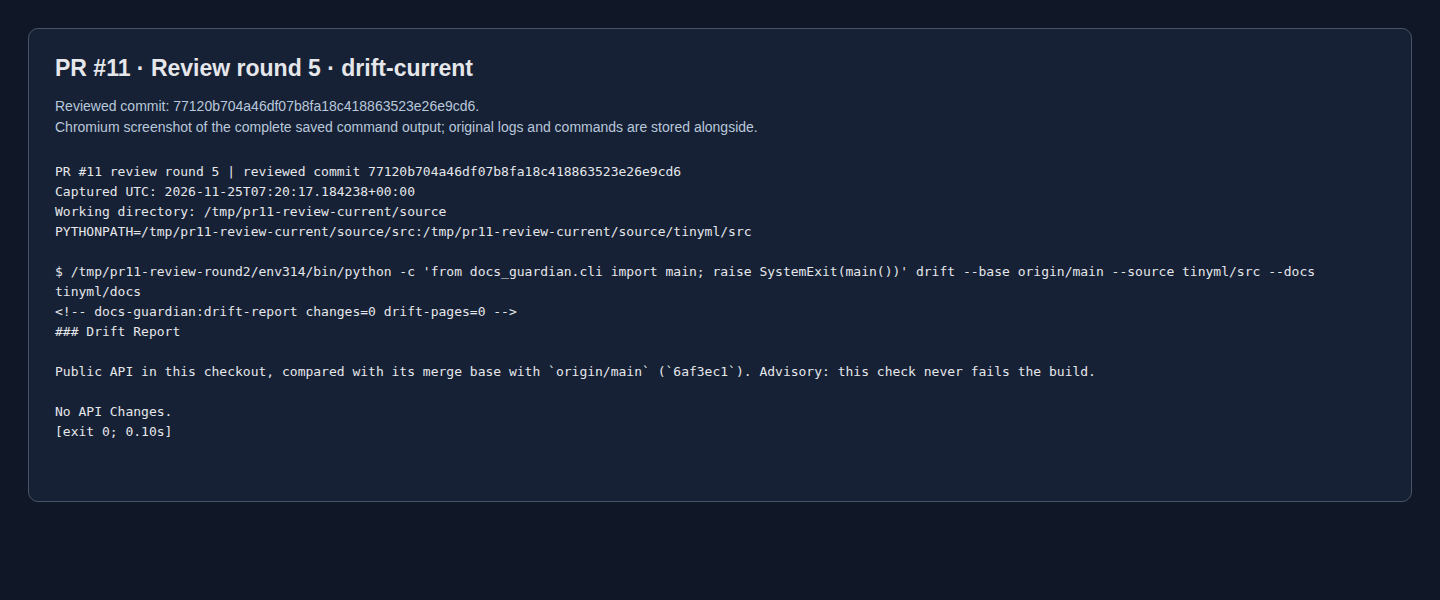 PR #11 · Review round 5 · drift-current
Reviewed commit: 77120b704a46df07b8fa18c418863523e26e9cd6.
Chromium screenshot of the complete saved command output; original logs and commands are stored alongside.
PR #11 review round 5 | reviewed commit 77120b704a46df07b8fa18c418863523e26e9cd6
Captured UTC: 2026-11-25T07:20:17.184238+00:00
Working directory: /tmp/pr11-review-current/source
PYTHONPATH=/tmp/pr11-review-current/source/src:/tmp/pr11-review-current/source/tinyml/src
$ /tmp/pr11-review-round2/env314/bin/python -c 'from docs_guardian.cli import main; raise SystemExit(main())' drift --base origin/main --source tinyml/src --docs
tinyml/docs
<!-- docs-guardian:drift-report changes=0 drift-pages=0 -->
### Drift Report
Public API in this checkout, compared with its merge base with `origin/main` (`6af3ec1`). Advisory: this check never fails the build.
No API Changes.
[exit 0; 0.10s]